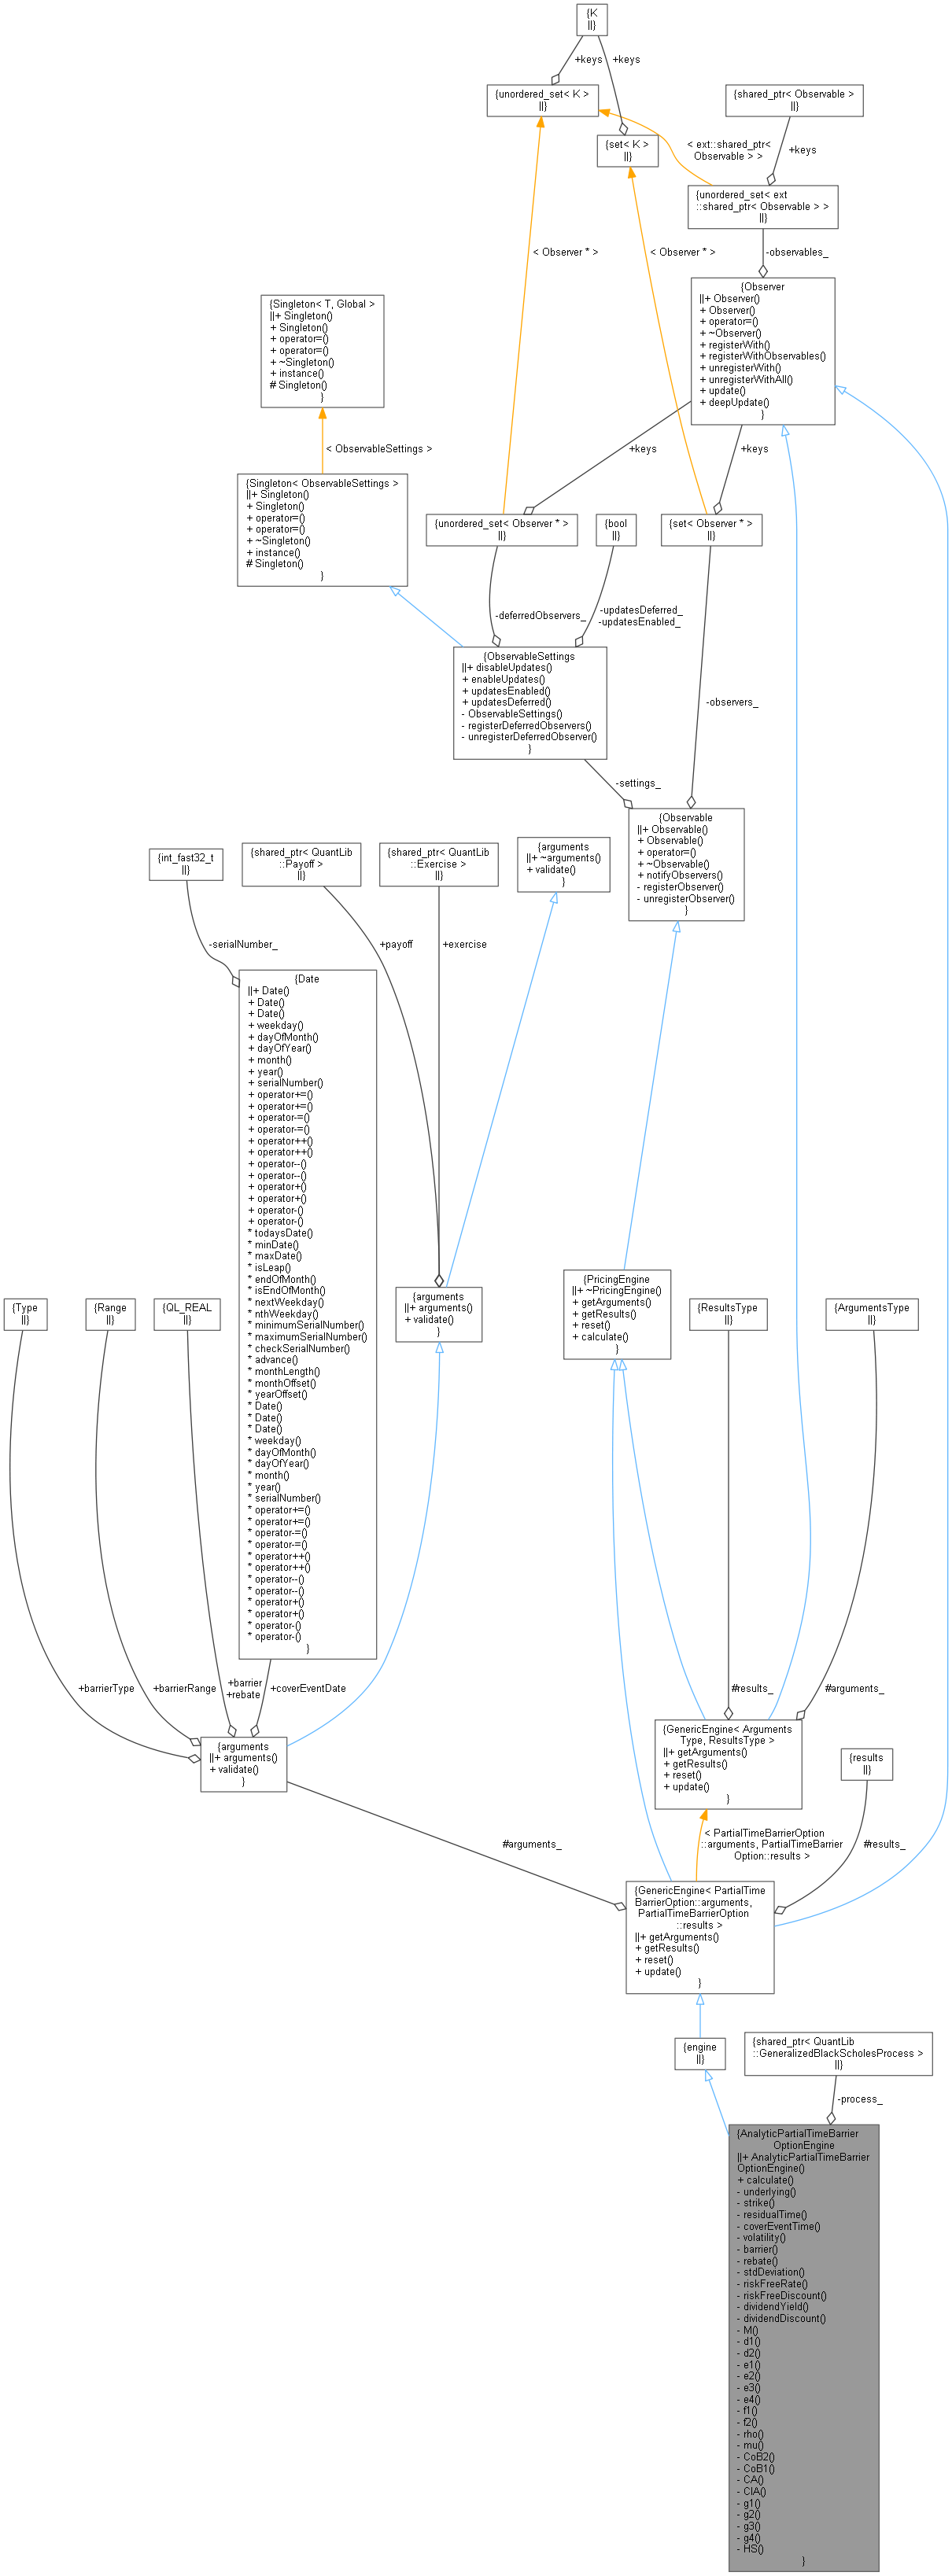 {K
||}
+keys
+keys
{unordered_set< K >
||}
{shared_ptr< Observable >
||}
{set< K >
||}
< ext::shared_ptr<
Observable > >
+keys
{unordered_set< ext
::shared_ptr< Observable > >
||}
< Observer * >
< Observer * >
-observables_
{Observer
||+ Observer()
+ Observer()
+ operator=()
+ ~Observer()
+ registerWith()
+ registerWithObservables()
+ unregisterWith()
+ unregisterWithAll()
+ update()
+ deepUpdate()
}
{Singleton< T, Global >
||+ Singleton()
+ Singleton()
+ operator=()
+ operator=()
+ ~Singleton()
+ instance()
# Singleton()
}
< ObservableSettings >
+keys
+keys
{Singleton< ObservableSettings >
||+ Singleton()
+ Singleton()
+ operator=()
+ operator=()
+ ~Singleton()
+ instance()
# Singleton()
}
{unordered_set< Observer * >
||}
{bool
||}
{set< Observer * >
||}
-deferredObservers_
-updatesDeferred_
-updatesEnabled_
{ObservableSettings
||+ disableUpdates()
+ enableUpdates()
+ updatesEnabled()
+ updatesDeferred()
- ObservableSettings()
- registerDeferredObservers()
- unregisterDeferredObserver()
}
-observers_
-settings_
{Observable
||+ Observable()
+ Observable()
+ operator=()
+ ~Observable()
+ notifyObservers()
- registerObserver()
- unregisterObserver()
}
{int_fast32_t
||}
{shared_ptr< QuantLib
::Payoff >
||}
{shared_ptr< QuantLib
::Exercise >
||}
{arguments
||+ ~arguments()
+ validate()
}
-serialNumber_
+payoff
+exercise
{Date
||+ Date()
+ Date()
+ Date()
+ weekday()
+ dayOfMonth()
+ dayOfYear()
+ month()
+ year()
+ serialNumber()
+ operator+=()
+ operator+=()
+ operator-=()
+ operator-=()
+ operator++()
+ operator++()
+ operator--()
+ operator--()
+ operator+()
+ operator+()
+ operator-()
+ operator-()
* todaysDate()
* minDate()
* maxDate()
* isLeap()
* endOfMonth()
* isEndOfMonth()
* nextWeekday()
* nthWeekday()
* minimumSerialNumber()
* maximumSerialNumber()
* checkSerialNumber()
* advance()
* monthLength()
* monthOffset()
* yearOffset()
* Date()
* Date()
* Date()
* weekday()
* dayOfMonth()
* dayOfYear()
* month()
* year()
* serialNumber()
* operator+=()
* operator+=()
* operator-=()
* operator-=()
* operator++()
* operator++()
* operator--()
* operator--()
* operator+()
* operator+()
* operator-()
* operator-()
}
{Type
||}
{Range
||}
{QL_REAL
||}
{arguments
||+ arguments()
+ validate()
}
{PricingEngine
||+ ~PricingEngine()
+ getArguments()
+ getResults()
+ reset()
+ calculate()
}
{ResultsType
||}
{ArgumentsType
||}
+barrierType
+barrierRange
+barrier
+rebate
+coverEventDate
#results_
#arguments_
{arguments
||+ arguments()
+ validate()
}
{GenericEngine< Arguments
Type, ResultsType >
||+ getArguments()
+ getResults()
+ reset()
+ update()
}
{results
||}
#arguments_
< PartialTimeBarrierOption
::arguments, PartialTimeBarrier
Option::results >
#results_
{GenericEngine< PartialTime
BarrierOption::arguments,
PartialTimeBarrierOption
::results >
||+ getArguments()
+ getResults()
+ reset()
+ update()
}
{engine
||}
{shared_ptr< QuantLib
::GeneralizedBlackScholesProcess >
||}
-process_
{AnalyticPartialTimeBarrier
OptionEngine
||+ AnalyticPartialTimeBarrier
OptionEngine()
+ calculate()
- underlying()
- strike()
- residualTime()
- coverEventTime()
- volatility()
- barrier()
- rebate()
- stdDeviation()
- riskFreeRate()
- riskFreeDiscount()
- dividendYield()
- dividendDiscount()
- M()
- d1()
- d2()
- e1()
- e2()
- e3()
- e4()
- f1()
- f2()
- rho()
- mu()
- CoB2()
- CoB1()
- CA()
- CIA()
- g1()
- g2()
- g3()
- g4()
- HS()
}